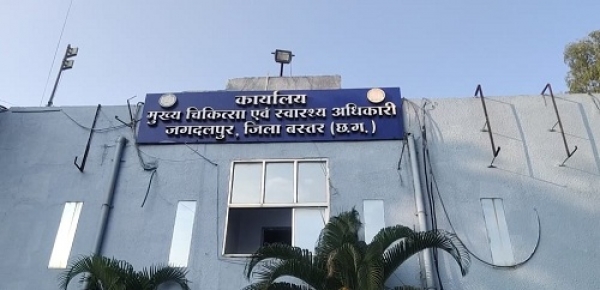 कार्यालय
मुख्य चिकित्सा एवं स्वास्थ्य अधिकारी
जगदलपुर, जिला बस्तर (छ.ग.)